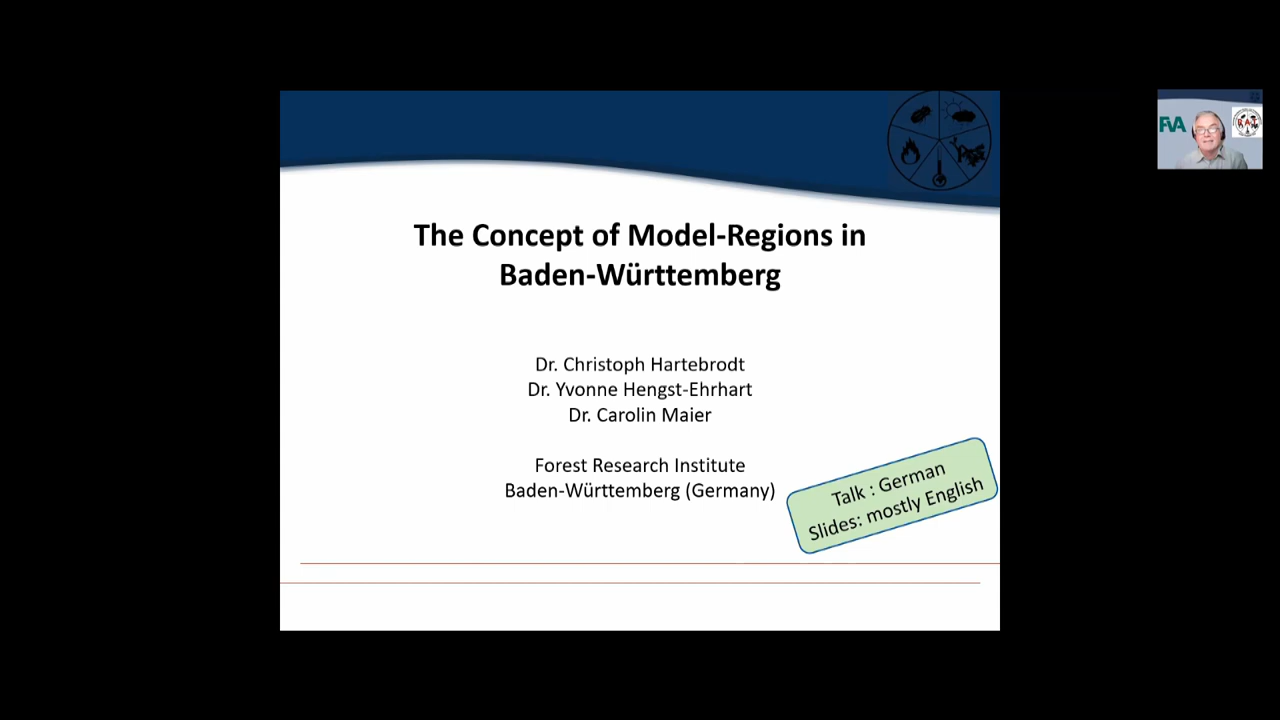 The Concept of Model-Regions in
Baden-Württemberg
Dr. Christoph Hartebrodt
Dr. Yvonne Hengst-Ehrhart
Dr. Carolin Maier
Forest Research Institute
Baden-Württemberg (Germany)
Talk : German
Slides: mostly English
FVA